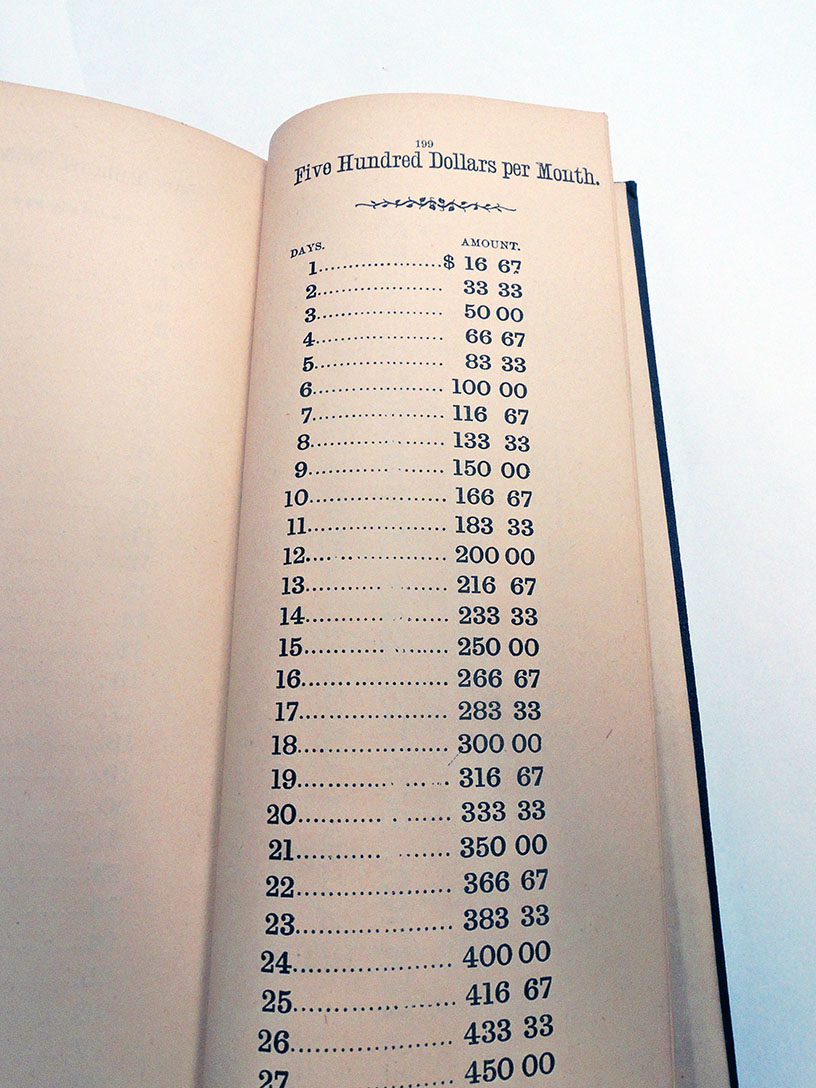 199
Five Hundred Dollars per Month.
DAYS. AMOUNT.
1....................$ 16 67
2.................... 33 33
3.................... 50 00
4.................... 66 67
5.................... 83 33
6.................... 100 00
7.................... 116 67
8.................... 133 33
9.................... 150 00
10.................... 166 67
11.................... 183 33
12.................... 200 00
13.................... 216 67
14.................... 233 33
15.................... 250 00
16.................... 266 67
17.................... 283 33
18.................... 300 00
19.................... 316 67
20.................... 333 33
21.................... 350 00
22.................... 366 67
23.................... 383 33
24.................... 400 00
25.................... 416 67
26.................... 433 33
27.................... 450 00